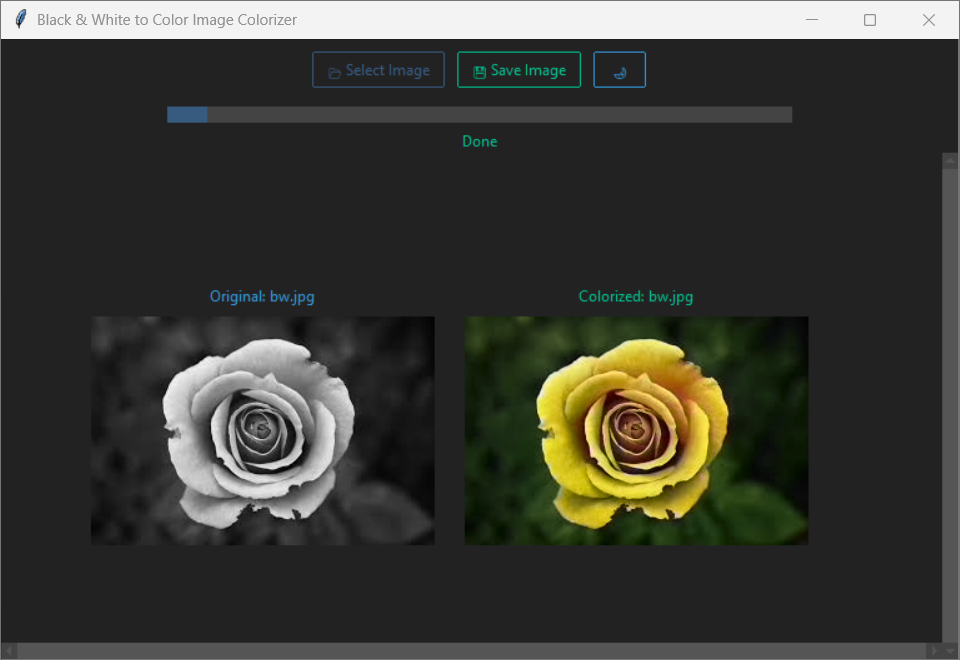 Black & White to Color Image Colorizer
Select Image
Save Image
Done
Original: bw.jpg
Colorized: bw.jpg